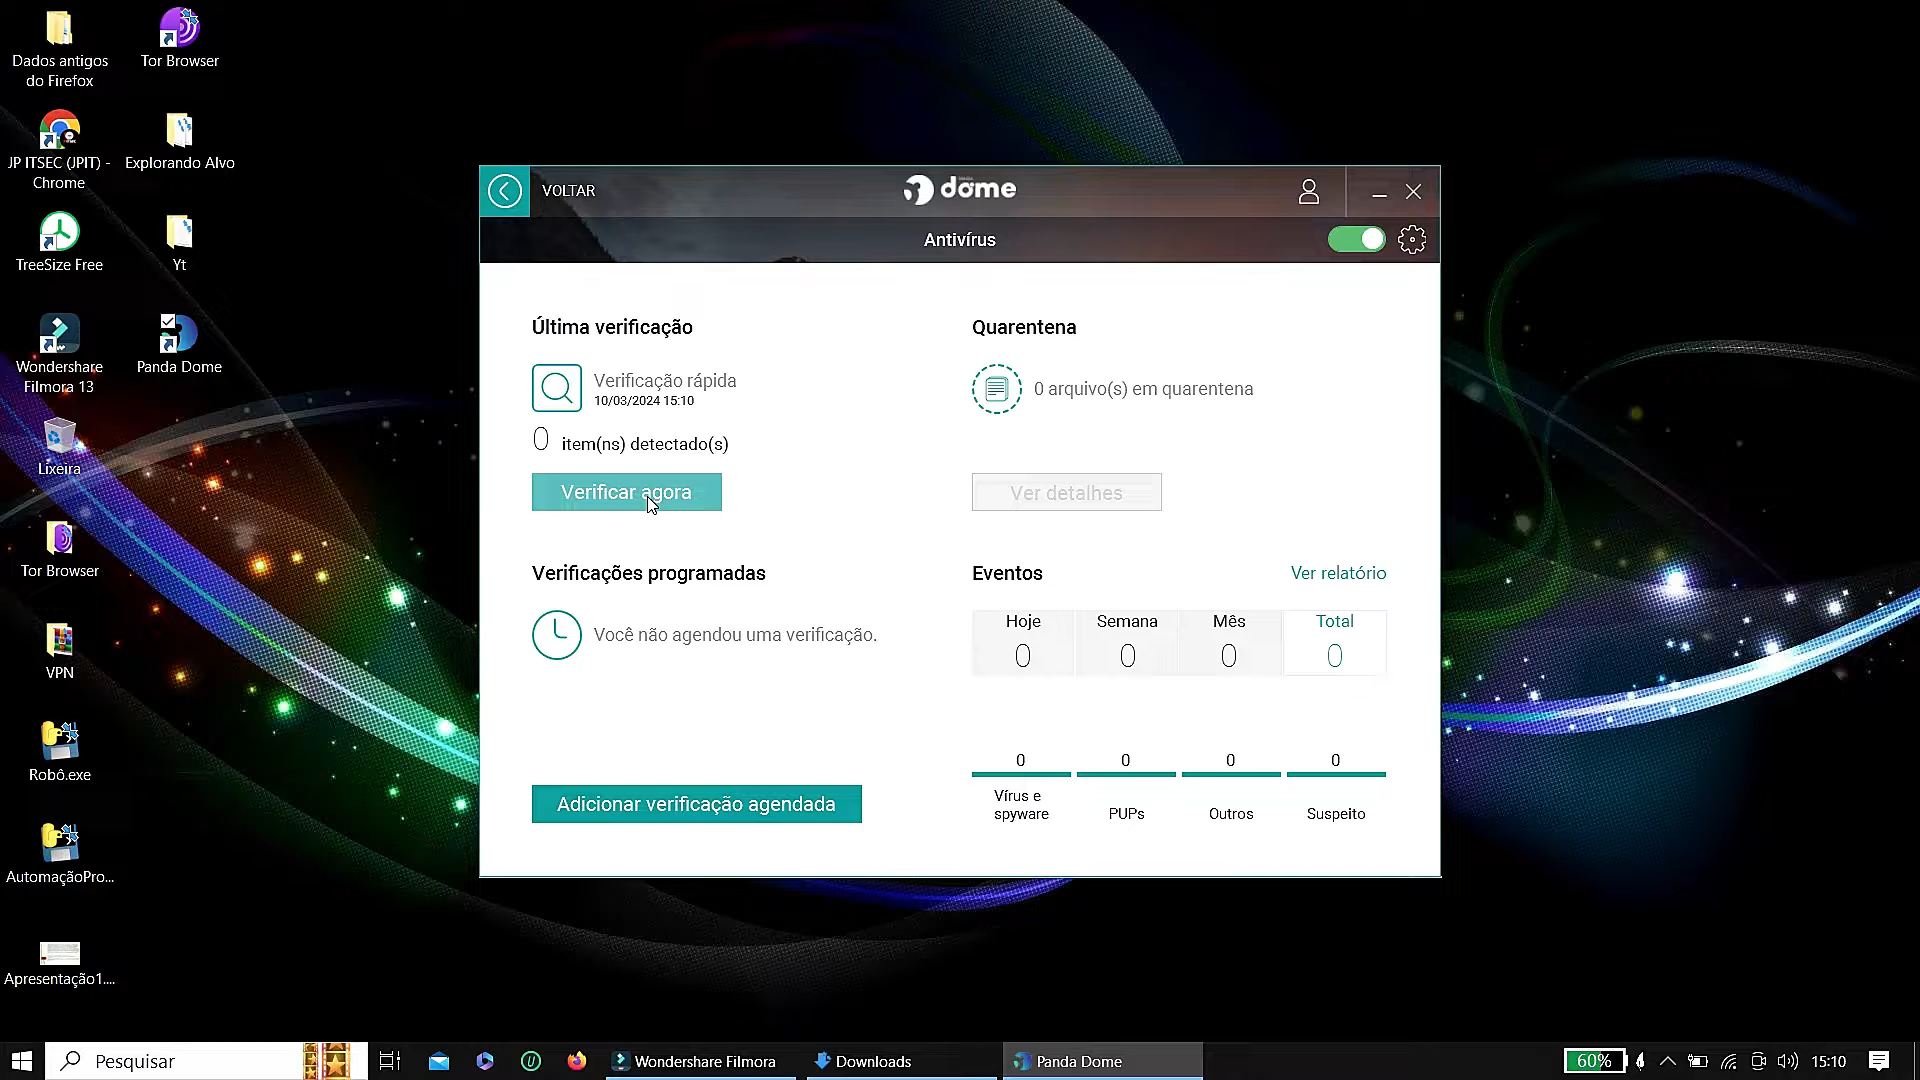 Dados antigos
do Firefox
Tor Browser
JP ITSEC (JPIT) -
Chrome
Explorando Alvo
TreeSize Free
Yt
Wondershare
Filmora 13
Panda Dome
Lixeira
Tor Browser
VPN
Robô.exe
AutomaçãoPro...
Apresentação1....
VOLTAR
dome
Antivírus
Última verificação
Verificação rápida
10/03/2024 15:10
0 item(ns) detectado(s)
Verificar agora
Quarentena
0 arquivo(s) em quarentena
Ver detalhes
Verificações programadas
Você não agendou uma verificação.
Adicionar verificação agendada
Eventos
Ver relatório
Hoje Semana Mês Total
0 0 0 0
0 0 0 0
Vírus e
spyware PUPs Outros Suspeito
Pesquisar
Wondershare Filmora
Downloads
Panda Dome
60%
15:10